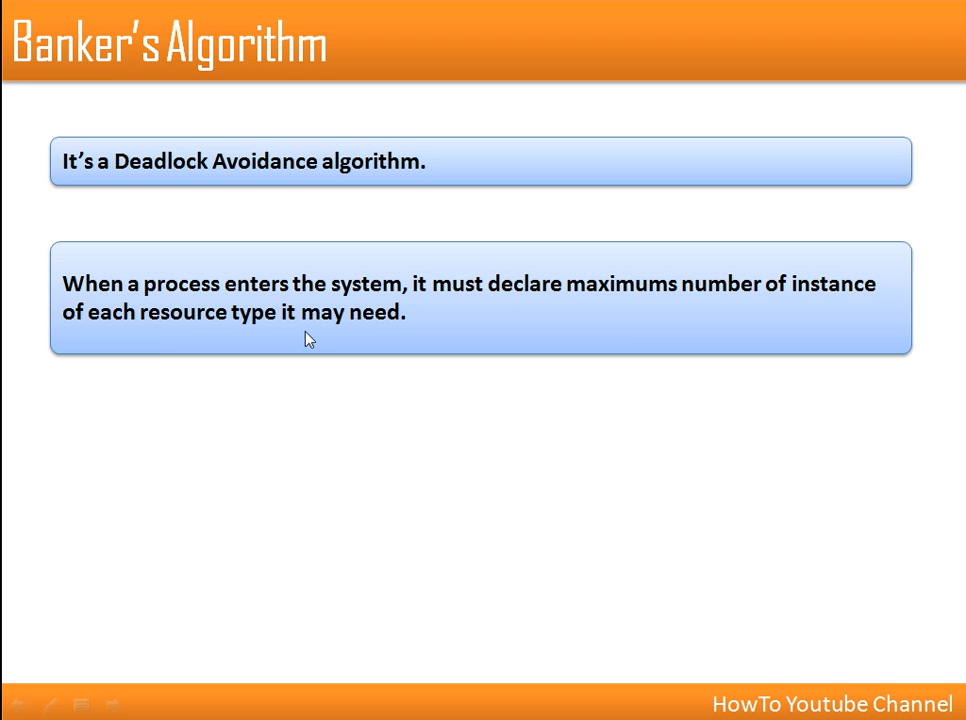 Banker’s Algorithm
It’s a Deadlock Avoidance algorithm.
When a process enters the system, it must declare maximums number of instance
of each resource type it may need.
HowTo Youtube Channel